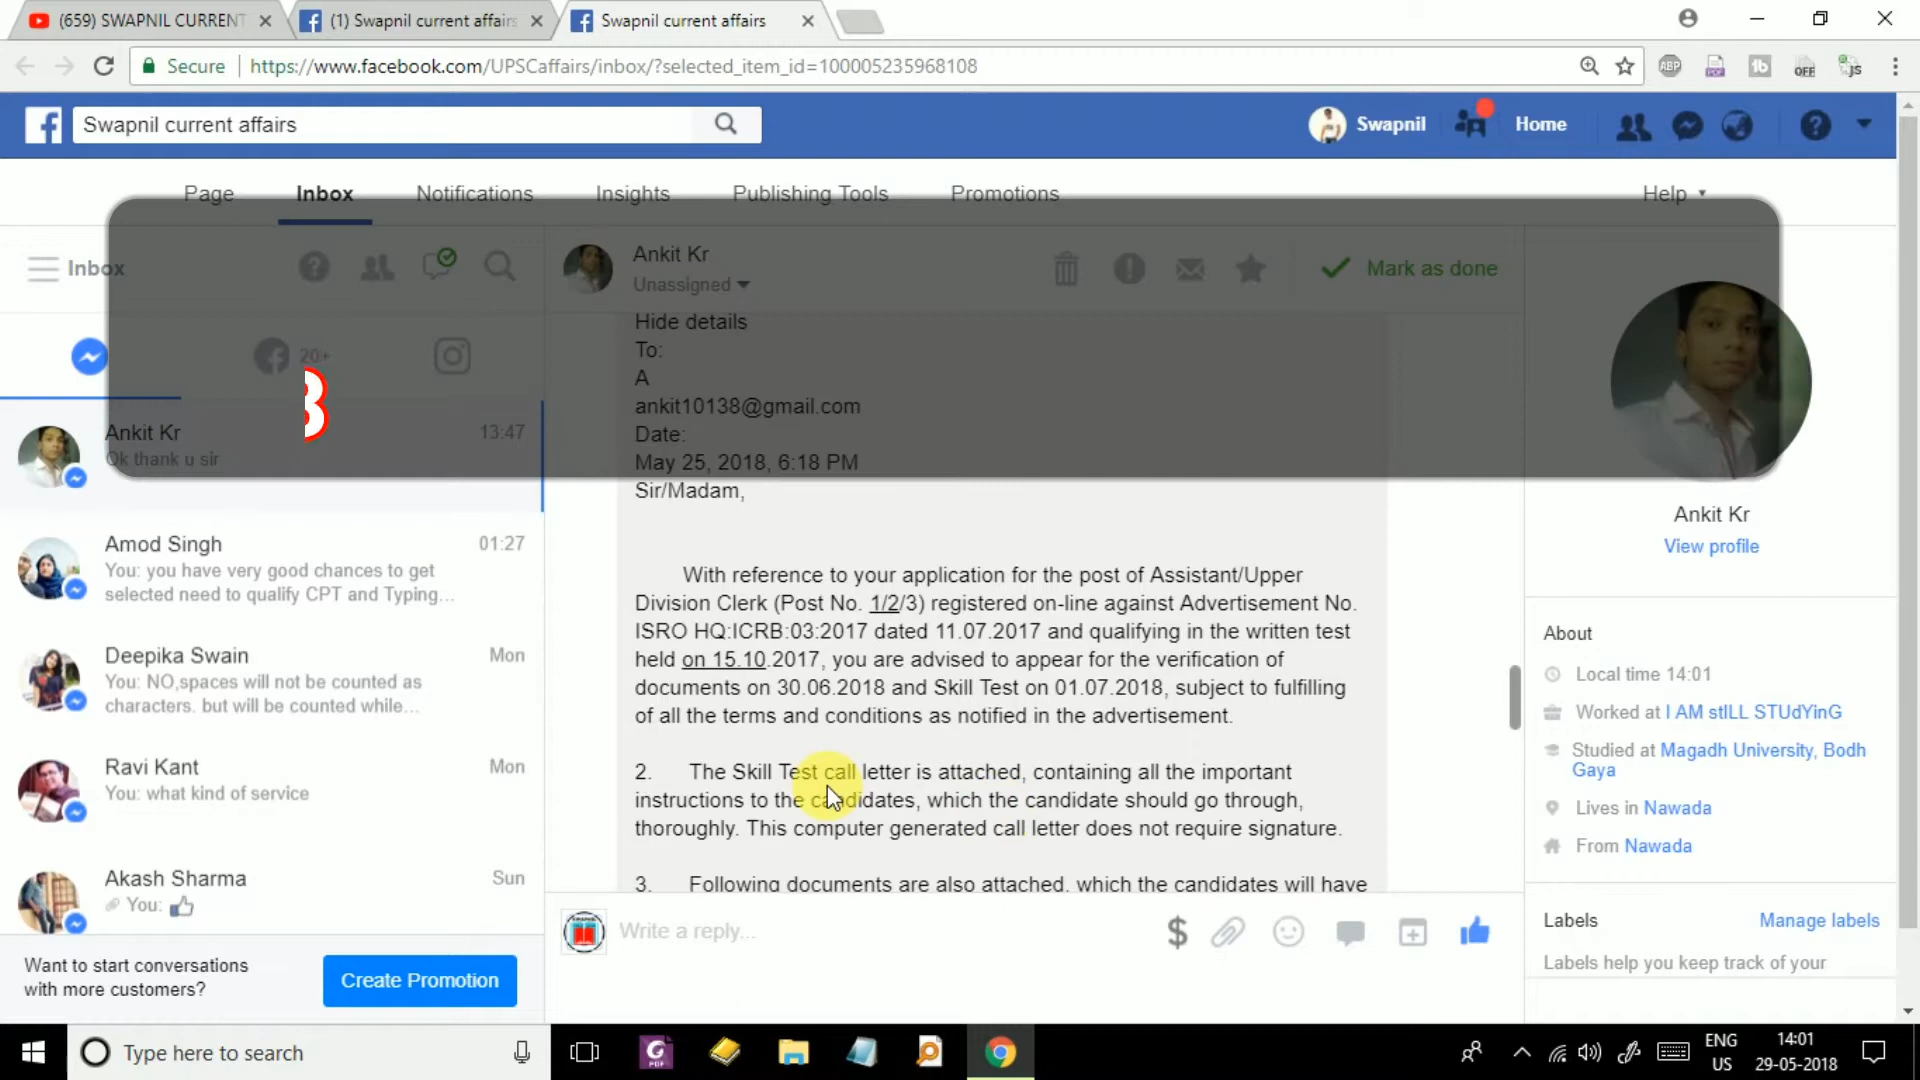 (659) SWAPNIL CURRENT
(1) Swapnil current affairs
Swapnil current affairs
Secure
https://www.facebook.com/UPSCaffairs/inbox/?selected_item_id=100005235968108
ABP
PDF
1b
OFF
JS
Swapnil current affairs
Swapnil
Home
Page
Inbox
Notifications
Insights
Publishing Tools
Promotions
Help
Inbox
20+
3
Ankit Kr
13:47
Ok thank u sir
Amod Singh
01:27
You: you have very good chances to get
selected need to qualify CPT and Typing...
Deepika Swain
Mon
You: NO,spaces will not be counted as
characters. but will be counted while...
Ravi Kant
Mon
You: what kind of service
Akash Sharma
Sun
You:
Want to start conversations
with more customers?
Create Promotion
Ankit Kr
Unassigned
Mark as done
Hide details
To:
A
ankit10138@gmail.com
Date:
May 25, 2018, 6:18 PM
Sir/Madam,
With reference to your application for the post of Assistant/Upper
Division Clerk (Post No. 1/2/3) registered on-line against Advertisement No.
ISRO HQ:ICRB:03:2017 dated 11.07.2017 and qualifying in the written test
held on 15.10.2017, you are advised to appear for the verification of
documents on 30.06.2018 and Skill Test on 01.07.2018, subject to fulfilling
of all the terms and conditions as notified in the advertisement.
2. The Skill Test call letter is attached, containing all the important
instructions to the candidates, which the candidate should go through,
thoroughly. This computer generated call letter does not require signature.
3. Following documents are also attached, which the candidates will have
Write a reply...
Ankit Kr
View profile
About
Local time 14:01
Worked at I AM stILL STUdYinG
Studied at Magadh University, Bodh
Gaya
Lives in Nawada
From Nawada
Labels
Manage labels
Labels help you keep track of your
Type here to search
ENG
US
14:01
29-05-2018